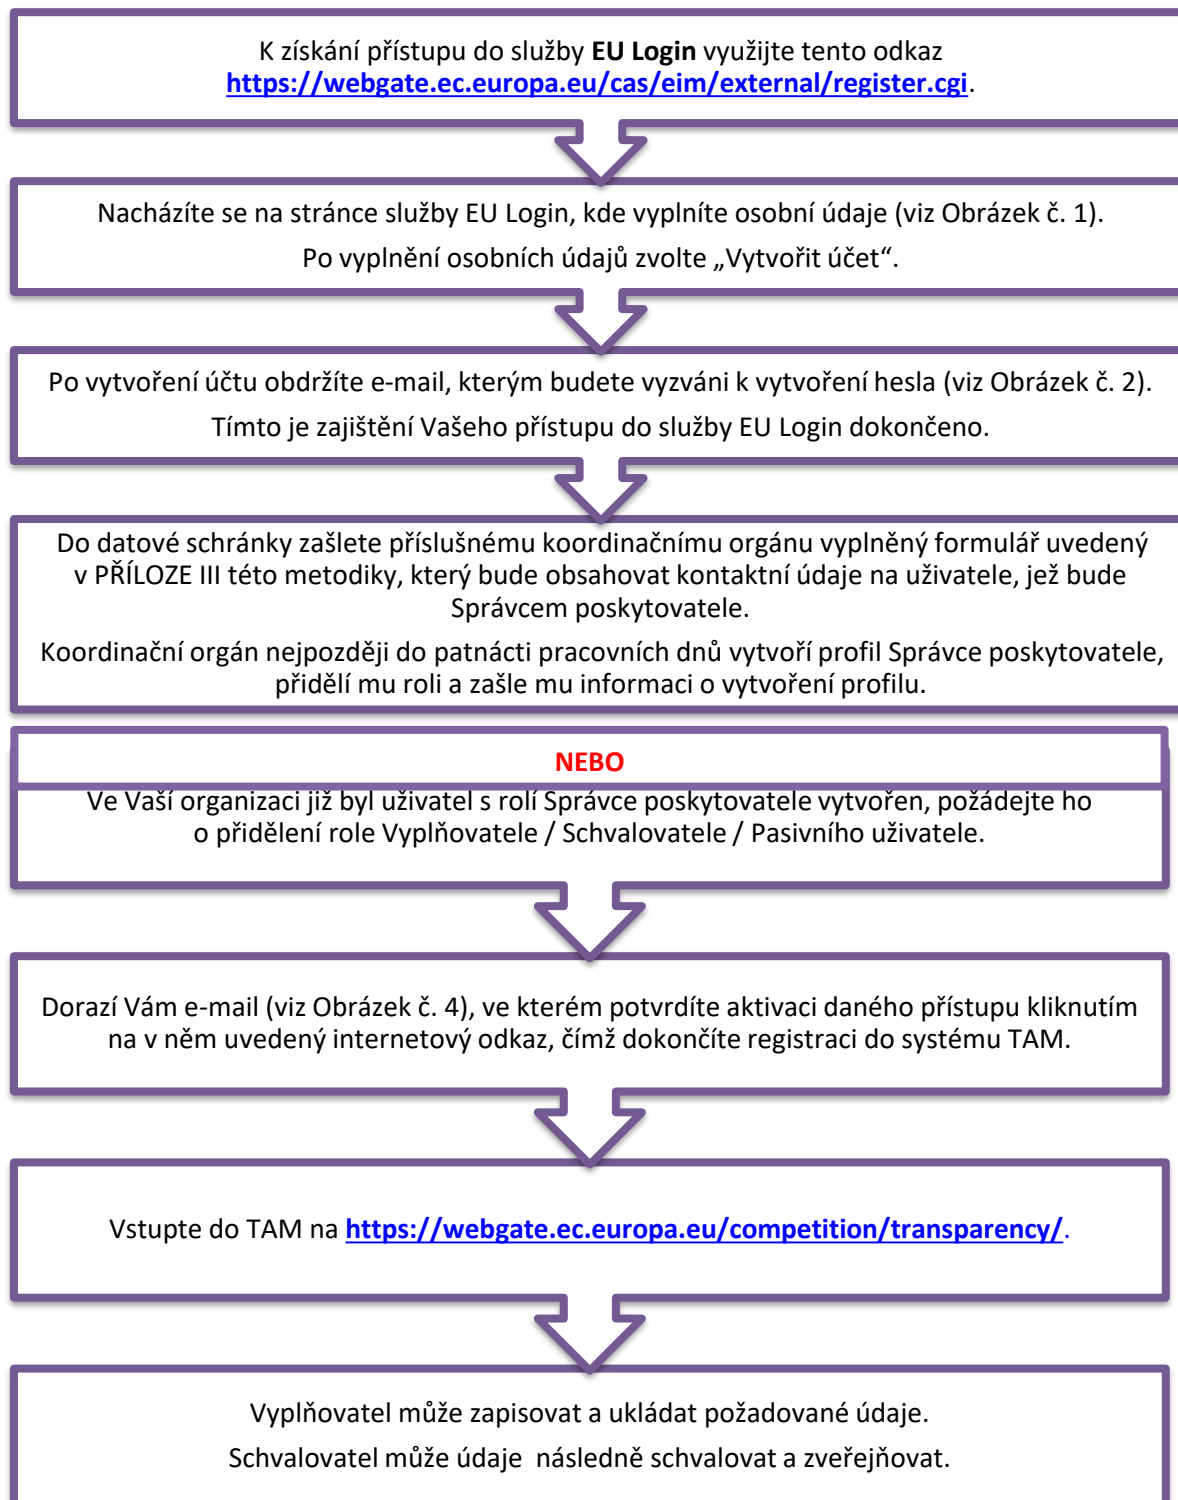 K získání přístupu do služby EU Login využijte tento odkaz
https://webgate.ec.europa.eu/cas/eim/external/register.cgi.
Nacházíte se na stránce služby EU Login, kde vyplníte osobní údaje (viz Obrázek č. 1).
Po vyplnění osobních údajů zvolte „Vytvořit účet“.
Po vytvoření účtu obdržíte e-mail, kterým budete vyzváni k vytvoření hesla (viz Obrázek č. 2).
Tímto je zajištění Vašeho přístupu do služby EU Login dokončeno.
Do datové schránky zašlete příslušnému koordinačnímu orgánu vyplněný formulář uvedený
v PŘÍLOZE III této metodiky, který bude obsahovat kontaktní údaje na uživatele, jež bude
Správcem poskytovatele.
Koordinační orgán nejpozději do patnácti pracovních dnů vytvoří profil Správce poskytovatele,
přidělí mu roli a zašle mu informaci o vytvoření profilu.
NEBO
Ve Vaší organizaci již byl uživatel s rolí Správce poskytovatele vytvořen, požádejte ho
o přidělení role Vyplňovatele / Schvalovatele / Pasivního uživatele.
Dorazí Vám e-mail (viz Obrázek č. 4), ve kterém potvrdíte aktivaci daného přístupu kliknutím
na v něm uvedený internetový odkaz, čímž dokončíte registraci do systému TAM.
Vstupte do TAM na https://webgate.ec.europa.eu/competition/transparency/.
Vyplňovatel může zapisovat a ukládat požadované údaje.
Schvalovatel může údaje  následně schvalovat a zveřejňovat.